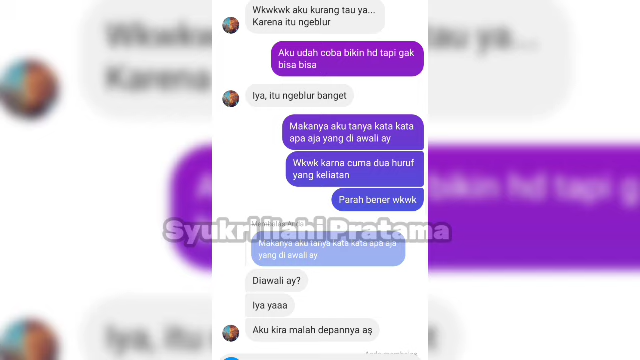 Wkwkwk aku kurang tau ya...
Karena itu ngeblur
Aku udah coba bikin hd tapi gak
bisa bisa
Iya, itu ngeblur banget
Makanya aku tanya kata kata
apa aja yang di awali ay
Wkwk karna cuma dua huruf
yang keliatan
Parah bener wkwk
Syukrillahi Pratama
Makanya aku tanya kata kata apa aja
yang di awali ay
Diawali ay?
Iya yaaa
Aku kira malah depannya aş